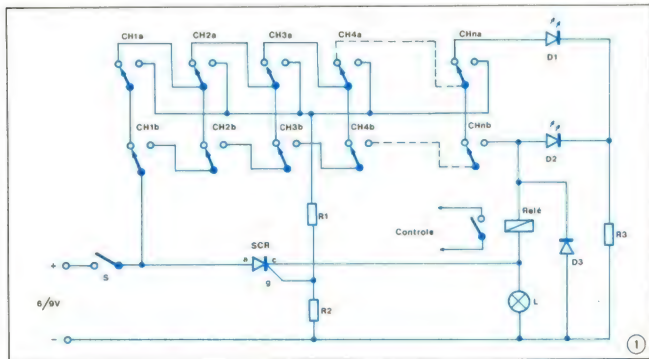 CH1a CH2a CH3a CH4a CHna
D1
CH1b CH2b CH3b CH4b CHnb
D2
R1
Controle
Relé
D3
R3
SCR
a c
g
S
+
6/9V
R2
L
-
1